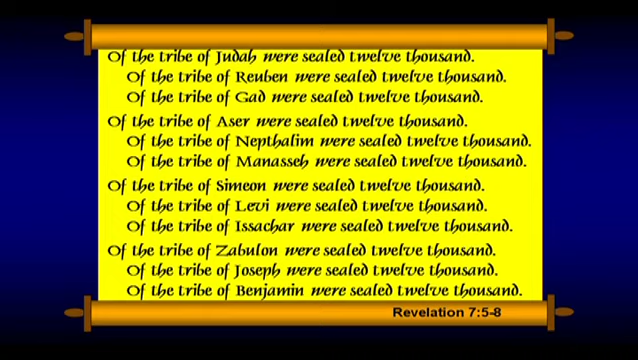 Of the tribe of Judah were sealed twelve thousand.
Of the tribe of Reuben were sealed twelve thousand.
Of the tribe of Gad were sealed twelve thousand.
Of the tribe of Aser were sealed twelve thousand.
Of the tribe of Nepthalim were sealed twelve thousand.
Of the tribe of Manasseh were sealed twelve thousand.
Of the tribe of Simeon were sealed twelve thousand.
Of the tribe of Levi were sealed twelve thousand.
Of the tribe of Issachar were sealed twelve thousand.
Of the tribe of Zabulon were sealed twelve thousand.
Of the tribe of Joseph were sealed twelve thousand.
Of the tribe of Benjamin were sealed twelve thousand.
Revelation 7:5-8